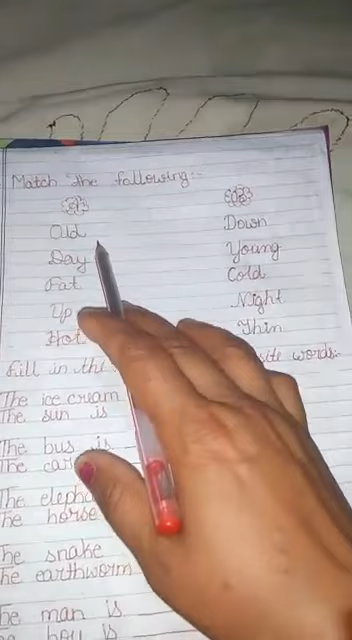 Match the following:-
(A) (B)
Old Down
Day Young
Fat Cold
Up Night
Hot Thin
Fill in the words:-
The ice cream
The sun is
The bus is
The car
The
The horse
The snake
The earthworm
The man is
boy is